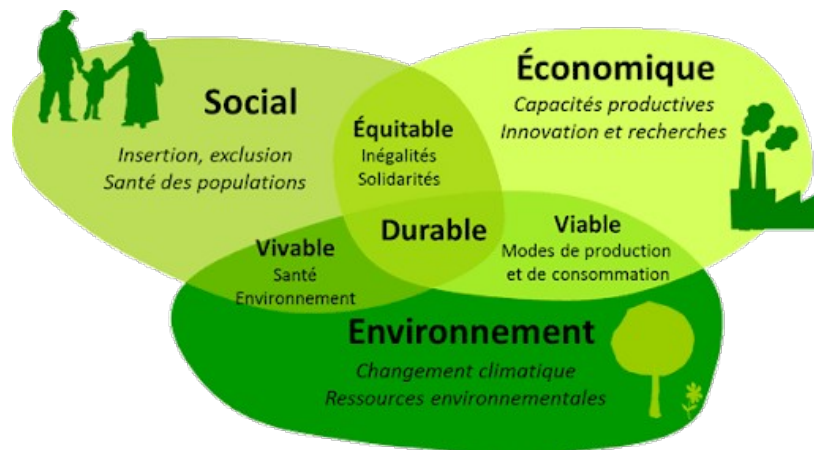 Social
Insertion, exclusion
Santé des populations
Économique
Capacités productives
Innovation et recherches
Équitable
Inégalités
Solidarités
Durable
Vivable
Santé
Environnement
Viable
Modes de production
et de consommation
Environnement
Changement climatique
Ressources environnementales